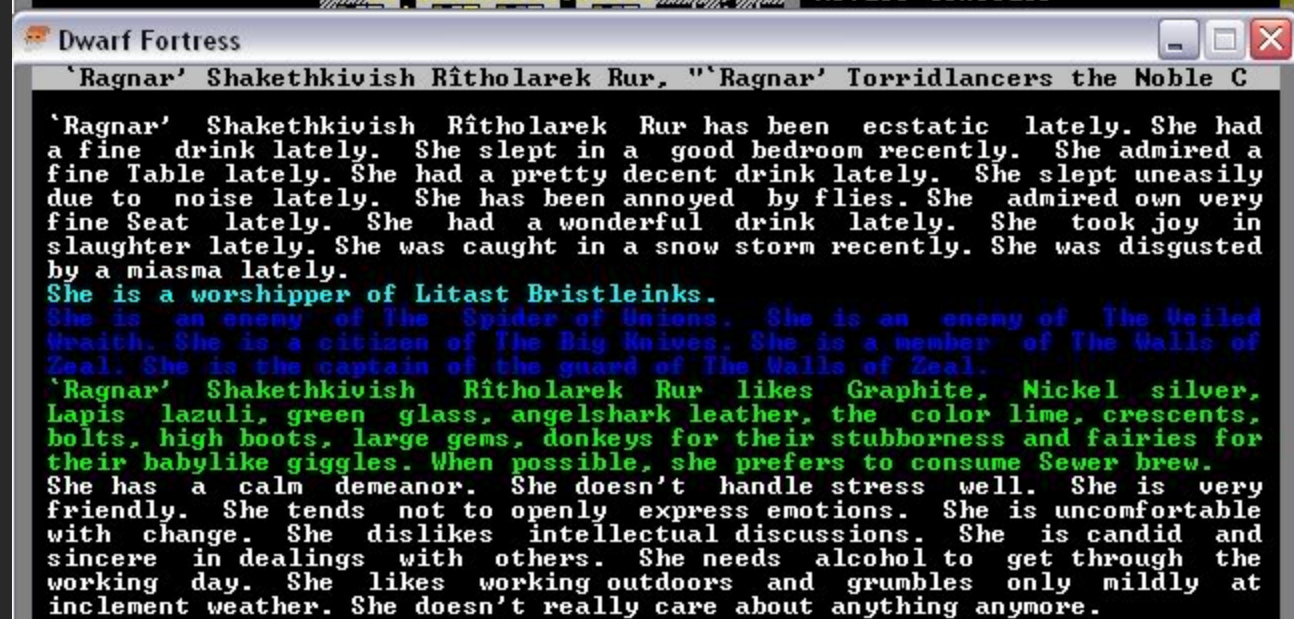 Dwarf Fortress
`Ragnar' Shakethkivish Rîtholarek Rur, "`Ragnar' Torridlancers the Noble C
`Ragnar' Shakethkivish Rîtholarek Rur has been ecstatic lately. She had
a fine drink lately. She slept in a good bedroom recently. She admired a
fine Table lately. She had a pretty decent drink lately. She slept uneasily
due to noise lately. She has been annoyed by flies. She admired own very
fine Seat lately. She had a wonderful drink lately. She took joy in
slaughter lately. She was caught in a snow storm recently. She was disgusted
by a miasma lately.
She is a worshipper of Litast Bristleinks.
She is an enemy of The Spider of Unions. She is an enemy of The Veiled
Wraith. She is a citizen of The Big Knives. She is a member of The Walls of
Zeal. She is the captain of the guard of The Walls of Zeal.
`Ragnar' Shakethkivish Rîtholarek Rur likes Graphite, Nickel silver,
Lapis lazuli, green glass, angelshark leather, the color lime, crescents,
bolts, high boots, large gems, donkeys for their stubborness and fairies for
their babylike giggles. When possible, she prefers to consume Sewer brew.
She has a calm demeanor. She doesn't handle stress well. She is very
friendly. She tends not to openly express emotions. She is uncomfortable
with change. She dislikes intellectual discussions. She is candid and
sincere in dealings with others. She needs alcohol to get through the
working day. She likes working outdoors and grumbles only mildly at
inclement weather. She doesn't really care about anything anymore.